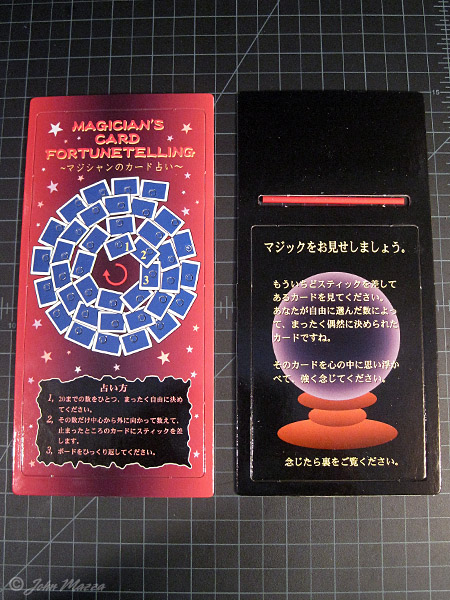 MAGICIAN'S
CARD
FORTUNETELLING
～マジシャンのカード占い～
1
2
3
占い方
1, 20までの数をひとつ、まったく自由に決め
てください。
2, その数だけ中心から外に向かって数えて、
止まったところのカードにスティックを差
します。
3, ボードをひっくり返してください。
マジックをお見せしましょう。
もういちどスティックを差して
あるカードを見てください。
あなたが自由に選んだ数によっ
て、まったく偶然に決められた
カードですね。
そのカードを心の中に思い浮か
べて、強く念じてください。
念じたら裏をご覧ください。
15
© John Mazza